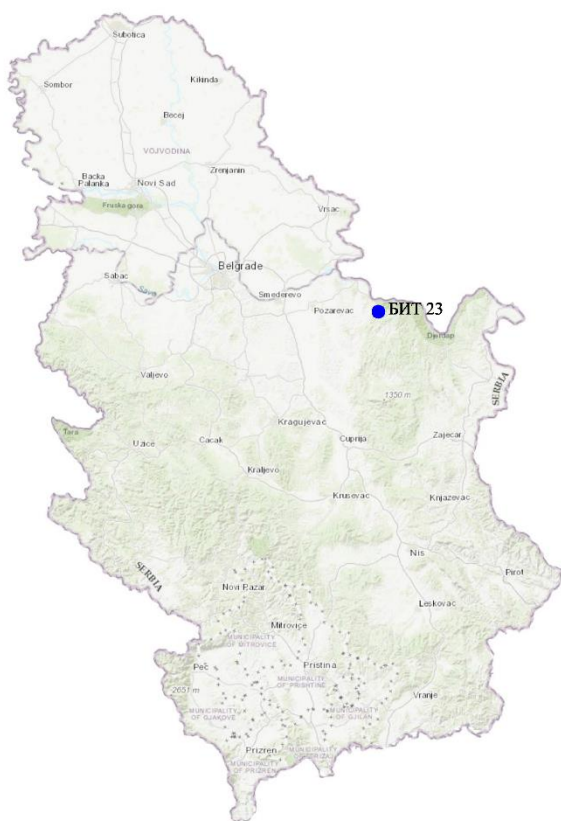 Subotica
Sombor
Kikinda
Becej
VOJVODINA
Zrenjanin
Backa
Palanka
Novi Sad
Fruska gora
Vrsac
Belgrade
Sabac
Sava
Smederevo
Pozarevac
БИТ 23
Djerdap
Valjevo
1350 m
SERBIA
Kragujevac
Tara
Uzice
Cacak
Cuprija
Zajecar
Kraljevo
Krusevac
Knjazevac
Nis
SERBIA
Pirot
Novi Pazar
Leskovac
Mitrovice
MUNICIPALITY
OF MITROVICE
Peč
Pristina
MUNICIPALITY
OF PRISHTINE
2651 m
Vranje
MUNICIPALITY
OF GJAKOVE
MUNICIPALITY
OF GJILAN
Prizren
MUNICIPALITY
MUNICIPALITY
OF PRIZREN